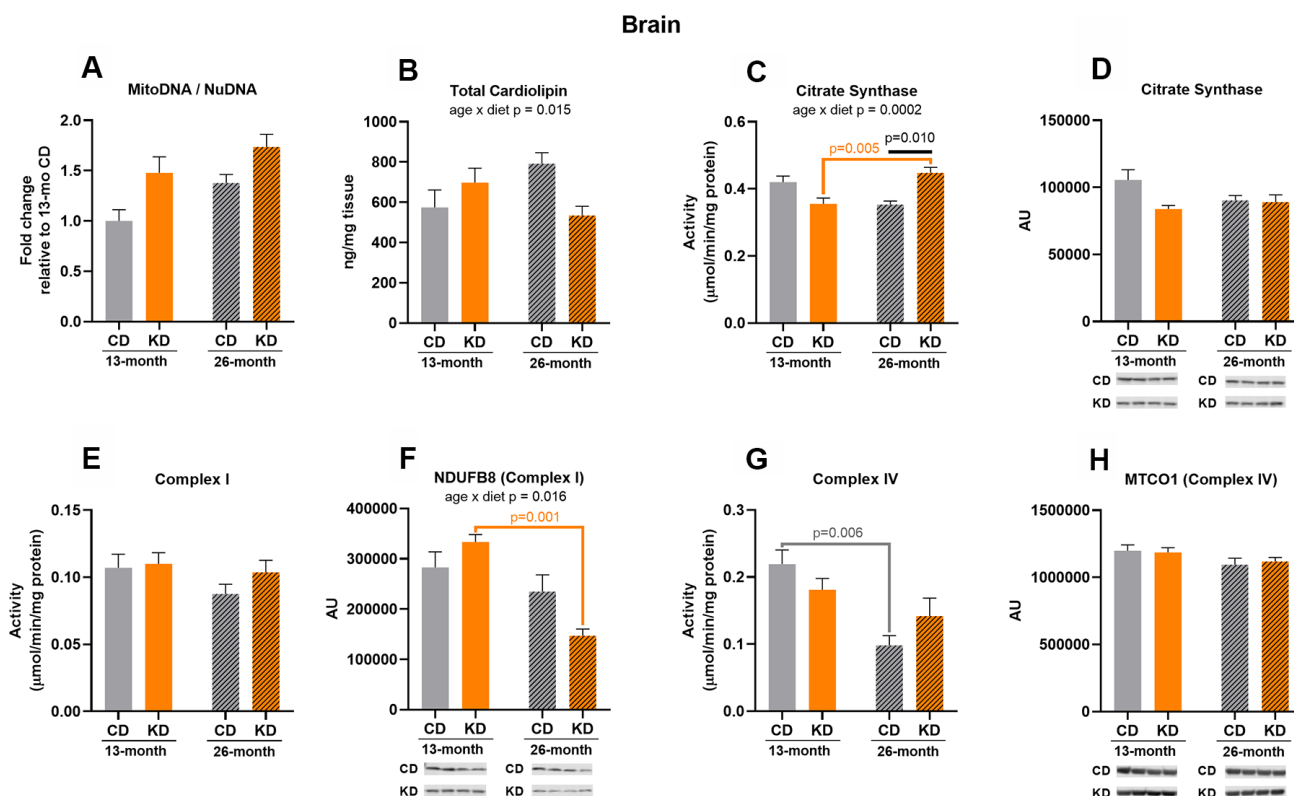 Brain
A
MitoDNA / NuDNA
Fold change
relative to 13-mo CD
2.0
1.5
1.0
0.5
0.0
CD KD CD KD
13-month 26-month
B
Total Cardiolipin
age x diet p = 0.015
ng/mg tissue
1000
800
600
400
200
0
CD KD CD KD
13-month 26-month
C
Citrate Synthase
age x diet p = 0.0002
p=0.010
p=0.005
Activity
(μmol/min/mg protein)
0.6
0.4
0.2
0.0
CD KD CD KD
13-month 26-month
D
Citrate Synthase
AU
150000
100000
50000
0
CD KD CD KD
13-month 26-month
CD CD
KD KD
E
Complex I
Activity
(μmol/min/mg protein)
0.15
0.10
0.05
0.00
CD KD CD KD
13-month 26-month
F
NDUFB8 (Complex I)
age x diet p = 0.016
p=0.001
AU
400000
300000
200000
100000
0
CD KD CD KD
13-month 26-month
CD CD
KD KD
G
Complex IV
p=0.006
Activity
(μmol/min/mg protein)
0.3
0.2
0.1
0.0
CD KD CD KD
13-month 26-month
H
MTCO1 (Complex IV)
AU
1500000
1000000
500000
0
CD KD CD KD
13-month 26-month
CD CD
KD KD